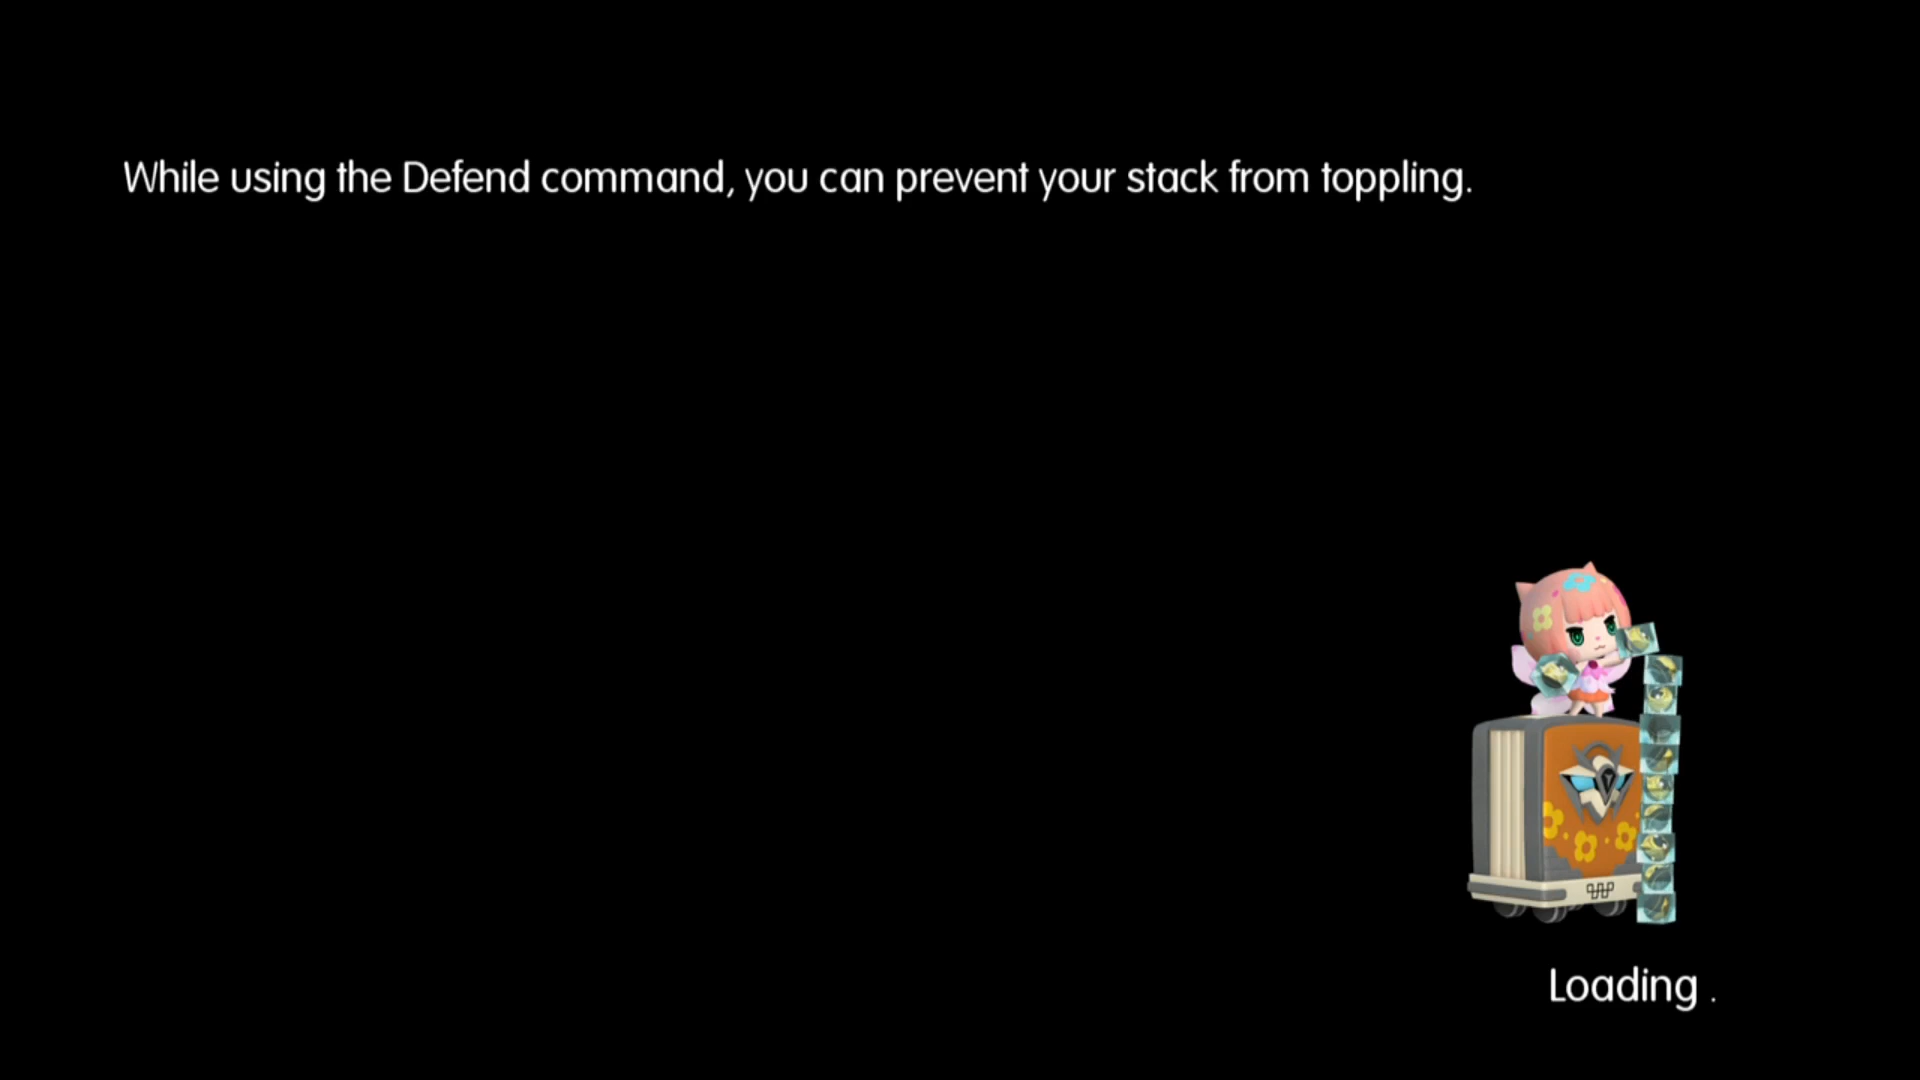 While using the Defend command, you can prevent your stack from toppling.
Loading .